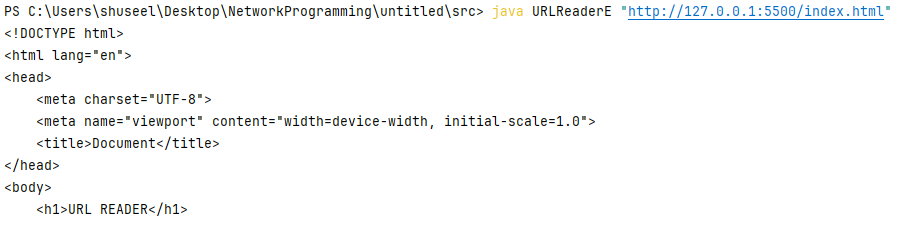 PS C:\Users\shuseel\Desktop\NetworkProgramming\untitled\src> java URLReaderE "http://127.0.0.1:5500/index.html"
<!DOCTYPE html>
<html lang="en">
<head>
    <meta charset="UTF-8">
    <meta name="viewport" content="width=device-width, initial-scale=1.0">
    <title>Document</title>
</head>
<body>
    <h1>URL READER</h1>